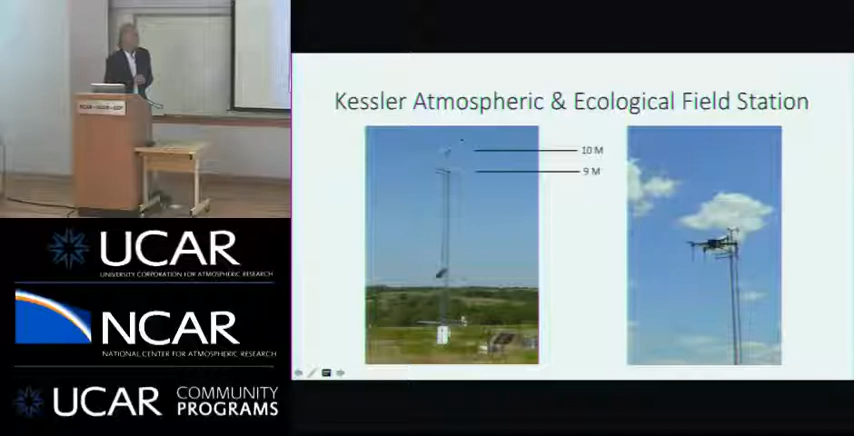 Kessler Atmospheric & Ecological Field Station
10 M
9 M
UCAR
UNIVERSITY CORPORATION FOR ATMOSPHERIC RESEARCH
NCAR
NATIONAL CENTER FOR ATMOSPHERIC RESEARCH
UCAR
COMMUNITY
PROGRAMS